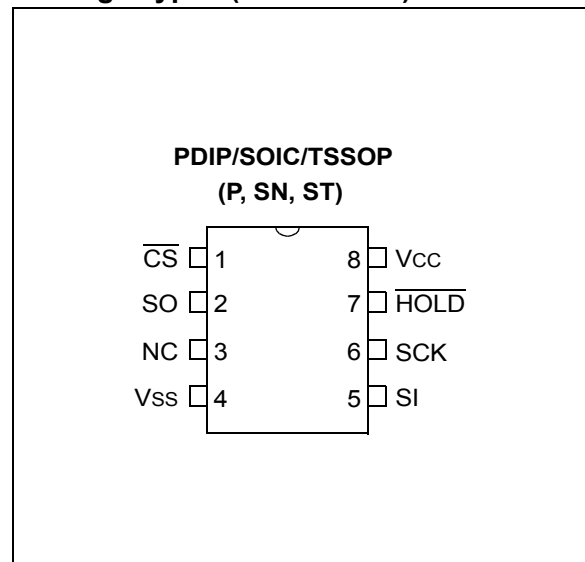 PDIP/SOIC/TSSOP
(P, SN, ST)
CS 1 8 VCC
SO 2 7 HOLD
NC 3 6 SCK
VSS 4 5 SI